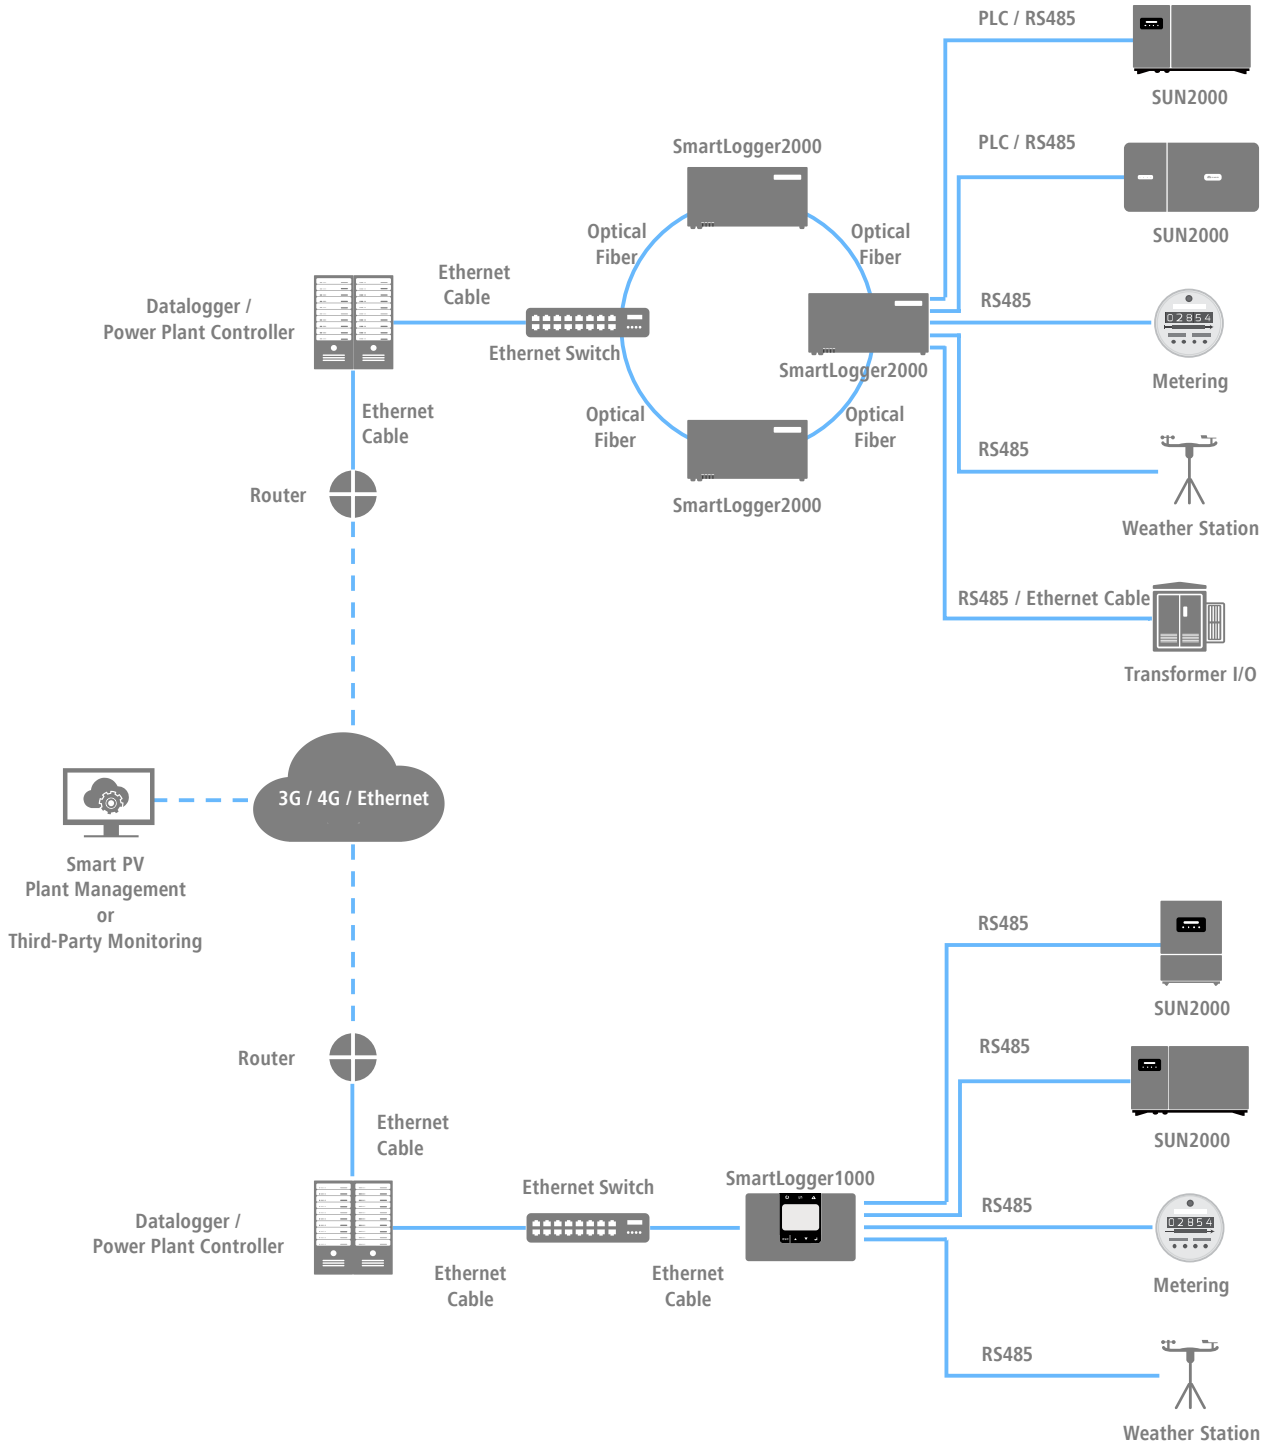 PLC / RS485
SUN2000
PLC / RS485
SUN2000
SmartLogger2000
Optical
Fiber
Optical
Fiber
Ethernet
Cable
Datalogger /
Power Plant Controller
Ethernet Switch
SmartLogger2000
RS485
02854
Metering
Ethernet
Cable
Optical
Fiber
Optical
Fiber
RS485
Weather Station
Router
SmartLogger2000
RS485 / Ethernet Cable
Transformer I/O
3G / 4G / Ethernet
Smart PV
Plant Management
or
Third-Party Monitoring
RS485
SUN2000
Router
RS485
SUN2000
Ethernet
Cable
Datalogger /
Power Plant Controller
Ethernet Switch
SmartLogger1000
Ethernet
Cable
Ethernet
Cable
RS485
02854
Metering
RS485
Weather Station